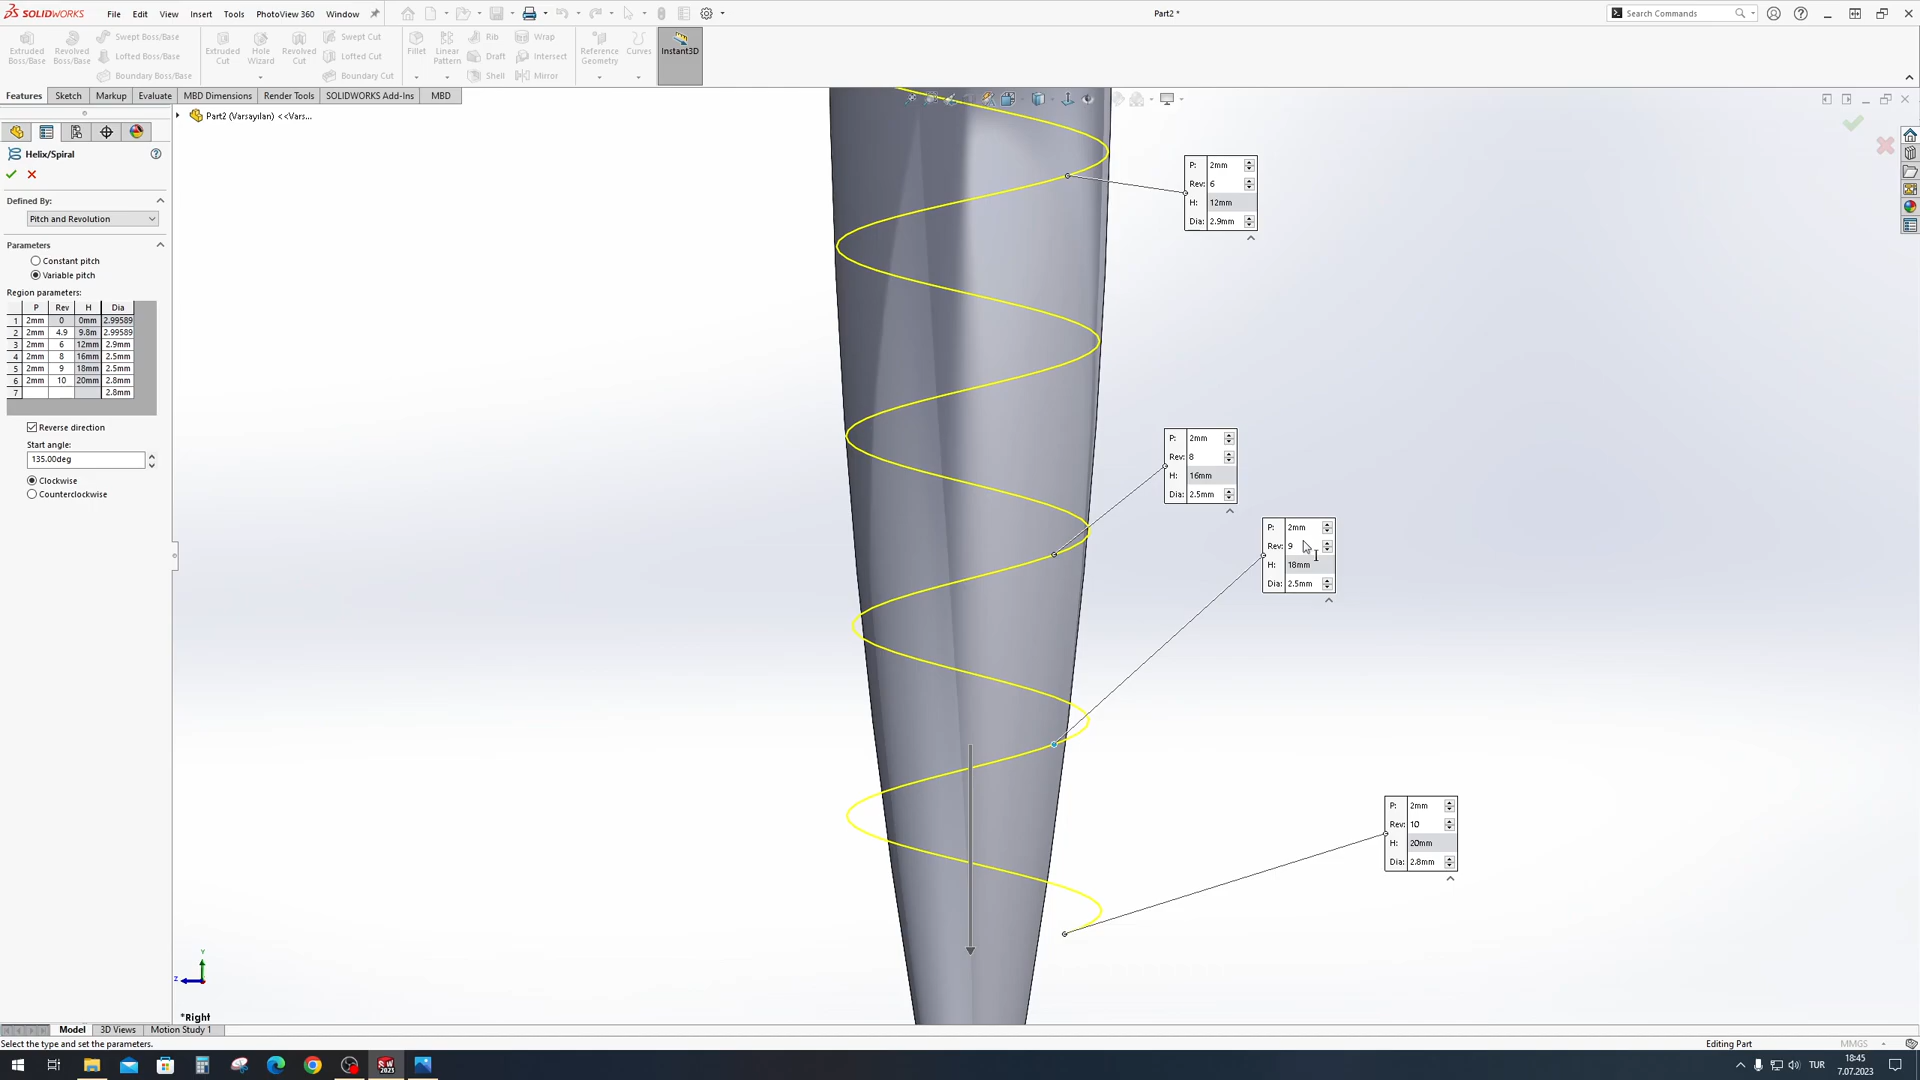 SOLIDWORKS File Edit View Insert Tools PhotoView 360 Window Part2 * Search Commands
Extruded Boss/Base Revolved Boss/Base Swept Boss/Base Lofted Boss/Base Boundary Boss/Base Extruded Cut Hole Wizard Revolved Cut Swept Cut Lofted Cut Boundary Cut Fillet Linear Pattern Rib Draft Shell Wrap Intersect Mirror Reference Geometry Curves Instant3D
Features Sketch Markup Evaluate MBD Dimensions Render Tools SOLIDWORKS Add-Ins MBD
Part2 (Varsayılan) <<Vars...
Helix/Spiral
Defined By:
Pitch and Revolution
Parameters
Constant pitch
Variable pitch
Region parameters:
P Rev H Dia
1 2mm 0 0mm 2.99589
2 2mm 4.9 9.8m 2.99589
3 2mm 6 12mm 2.9mm
4 2mm 8 16mm 2.5mm
5 2mm 9 18mm 2.5mm
6 2mm 10 20mm 2.8mm
7 2.8mm
Reverse direction
Start angle:
135.00deg
Clockwise
Counterclockwise
P: 2mm
Rev: 6
H: 12mm
Dia: 2.9mm
P: 2mm
Rev: 8
H: 16mm
Dia: 2.5mm
P: 2mm
Rev: 9
H: 18mm
Dia: 2.5mm
P: 2mm
Rev: 10
H: 20mm
Dia: 2.8mm
Y
Z
*Right
Model 3D Views Motion Study 1
Select the type and set the parameters. Editing Part MMGS
TUR 18:45
7.07.2023